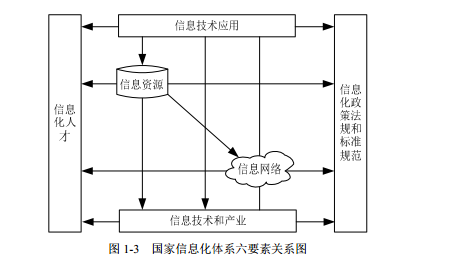 信息技术应用
信息资源
信息
化人
才
信息
化政
策法
规和
标准
规范
信息网络
信息技术和产业
图 1-3 国家信息化体系六要素关系图